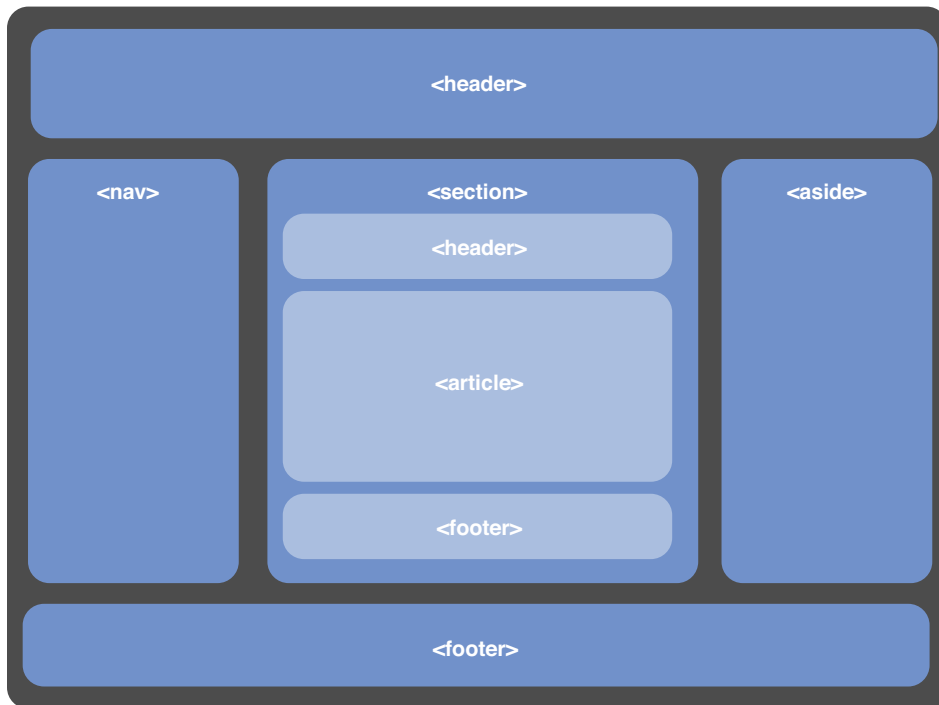 <header>
<nav>
<section>
<aside>
<header>
<article>
<footer>
<footer>